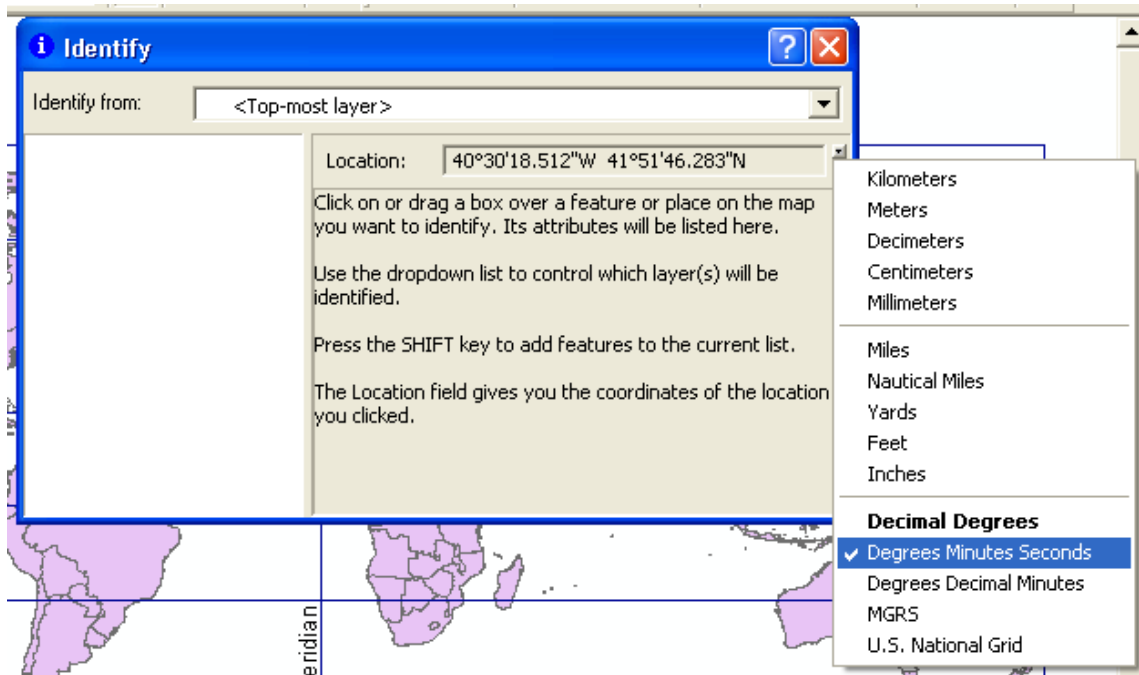 Identify
Identify from:
<Top-most layer>
Location:
40°30'18.512"W 41°51'46.283"N
Click on or drag a box over a feature or place on the map
you want to identify. Its attributes will be listed here.
Use the dropdown list to control which layer(s) will be
identified.
Press the SHIFT key to add features to the current list.
The Location field gives you the coordinates of the location
you clicked.
Kilometers
Meters
Decimeters
Centimeters
Millimeters
Miles
Nautical Miles
Yards
Feet
Inches
Decimal Degrees
Degrees Minutes Seconds
Degrees Decimal Minutes
MGRS
U.S. National Grid
eridian